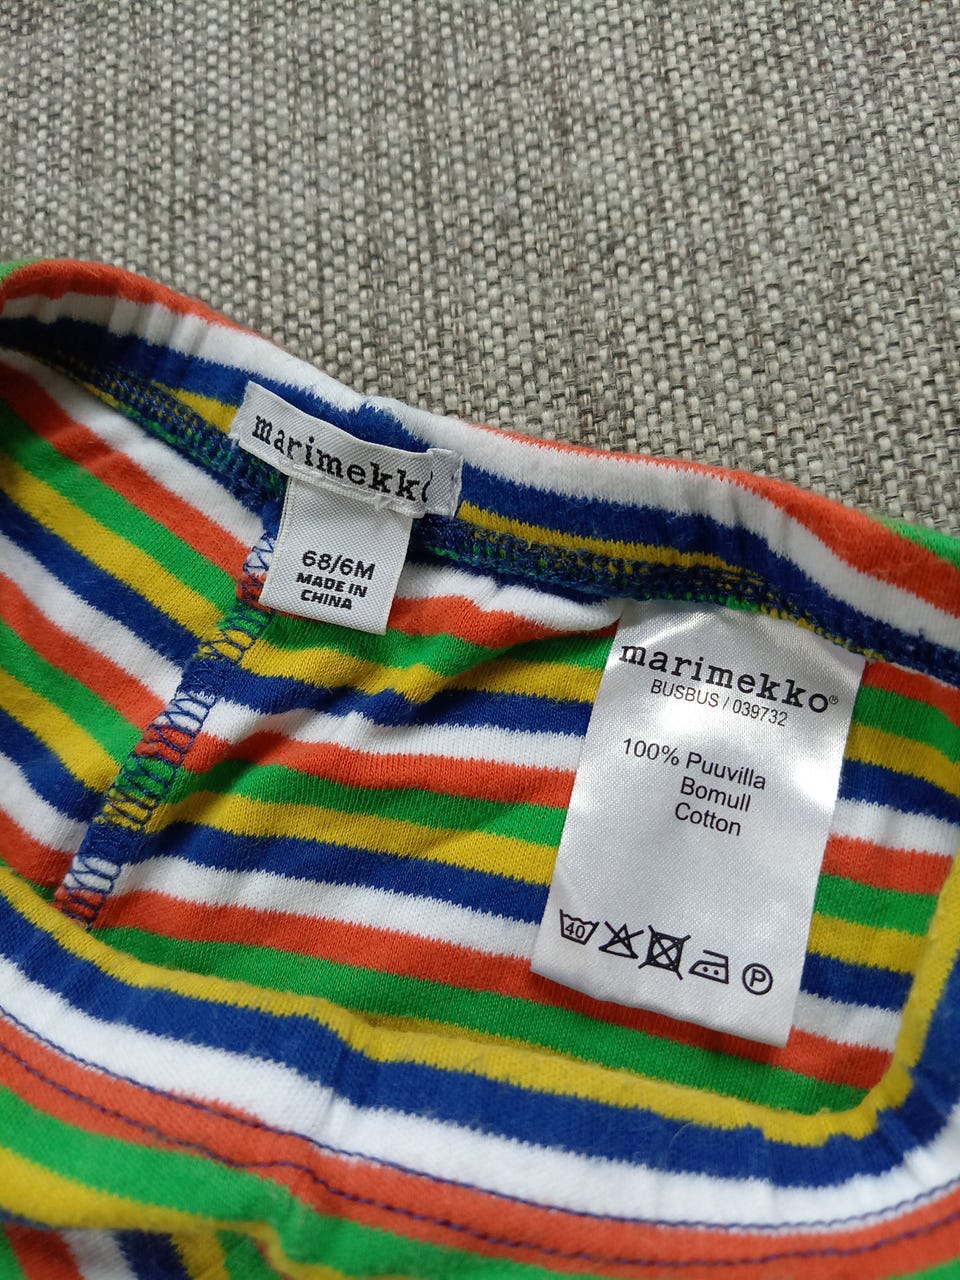 marimekko
68/6M
MADE IN
CHINA
marimekko®
BUSBUS / 039732
100% Puuvilla
Bomull
Cotton
40
P